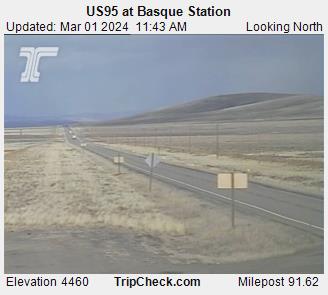 US95 at Basque Station
Updated: Mar 01 2024 11:43 AM Looking North
Elevation 4460 TripCheck.com Milepost 91.62